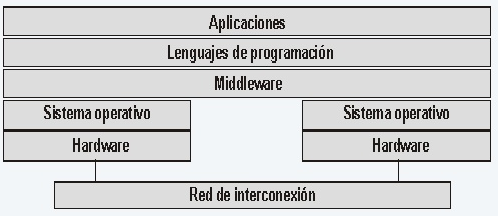 Aplicaciones
Lenguajes de programación
Middleware
Sistema operativo
Sistema operativo
Hardware
Hardware
Red de interconexión